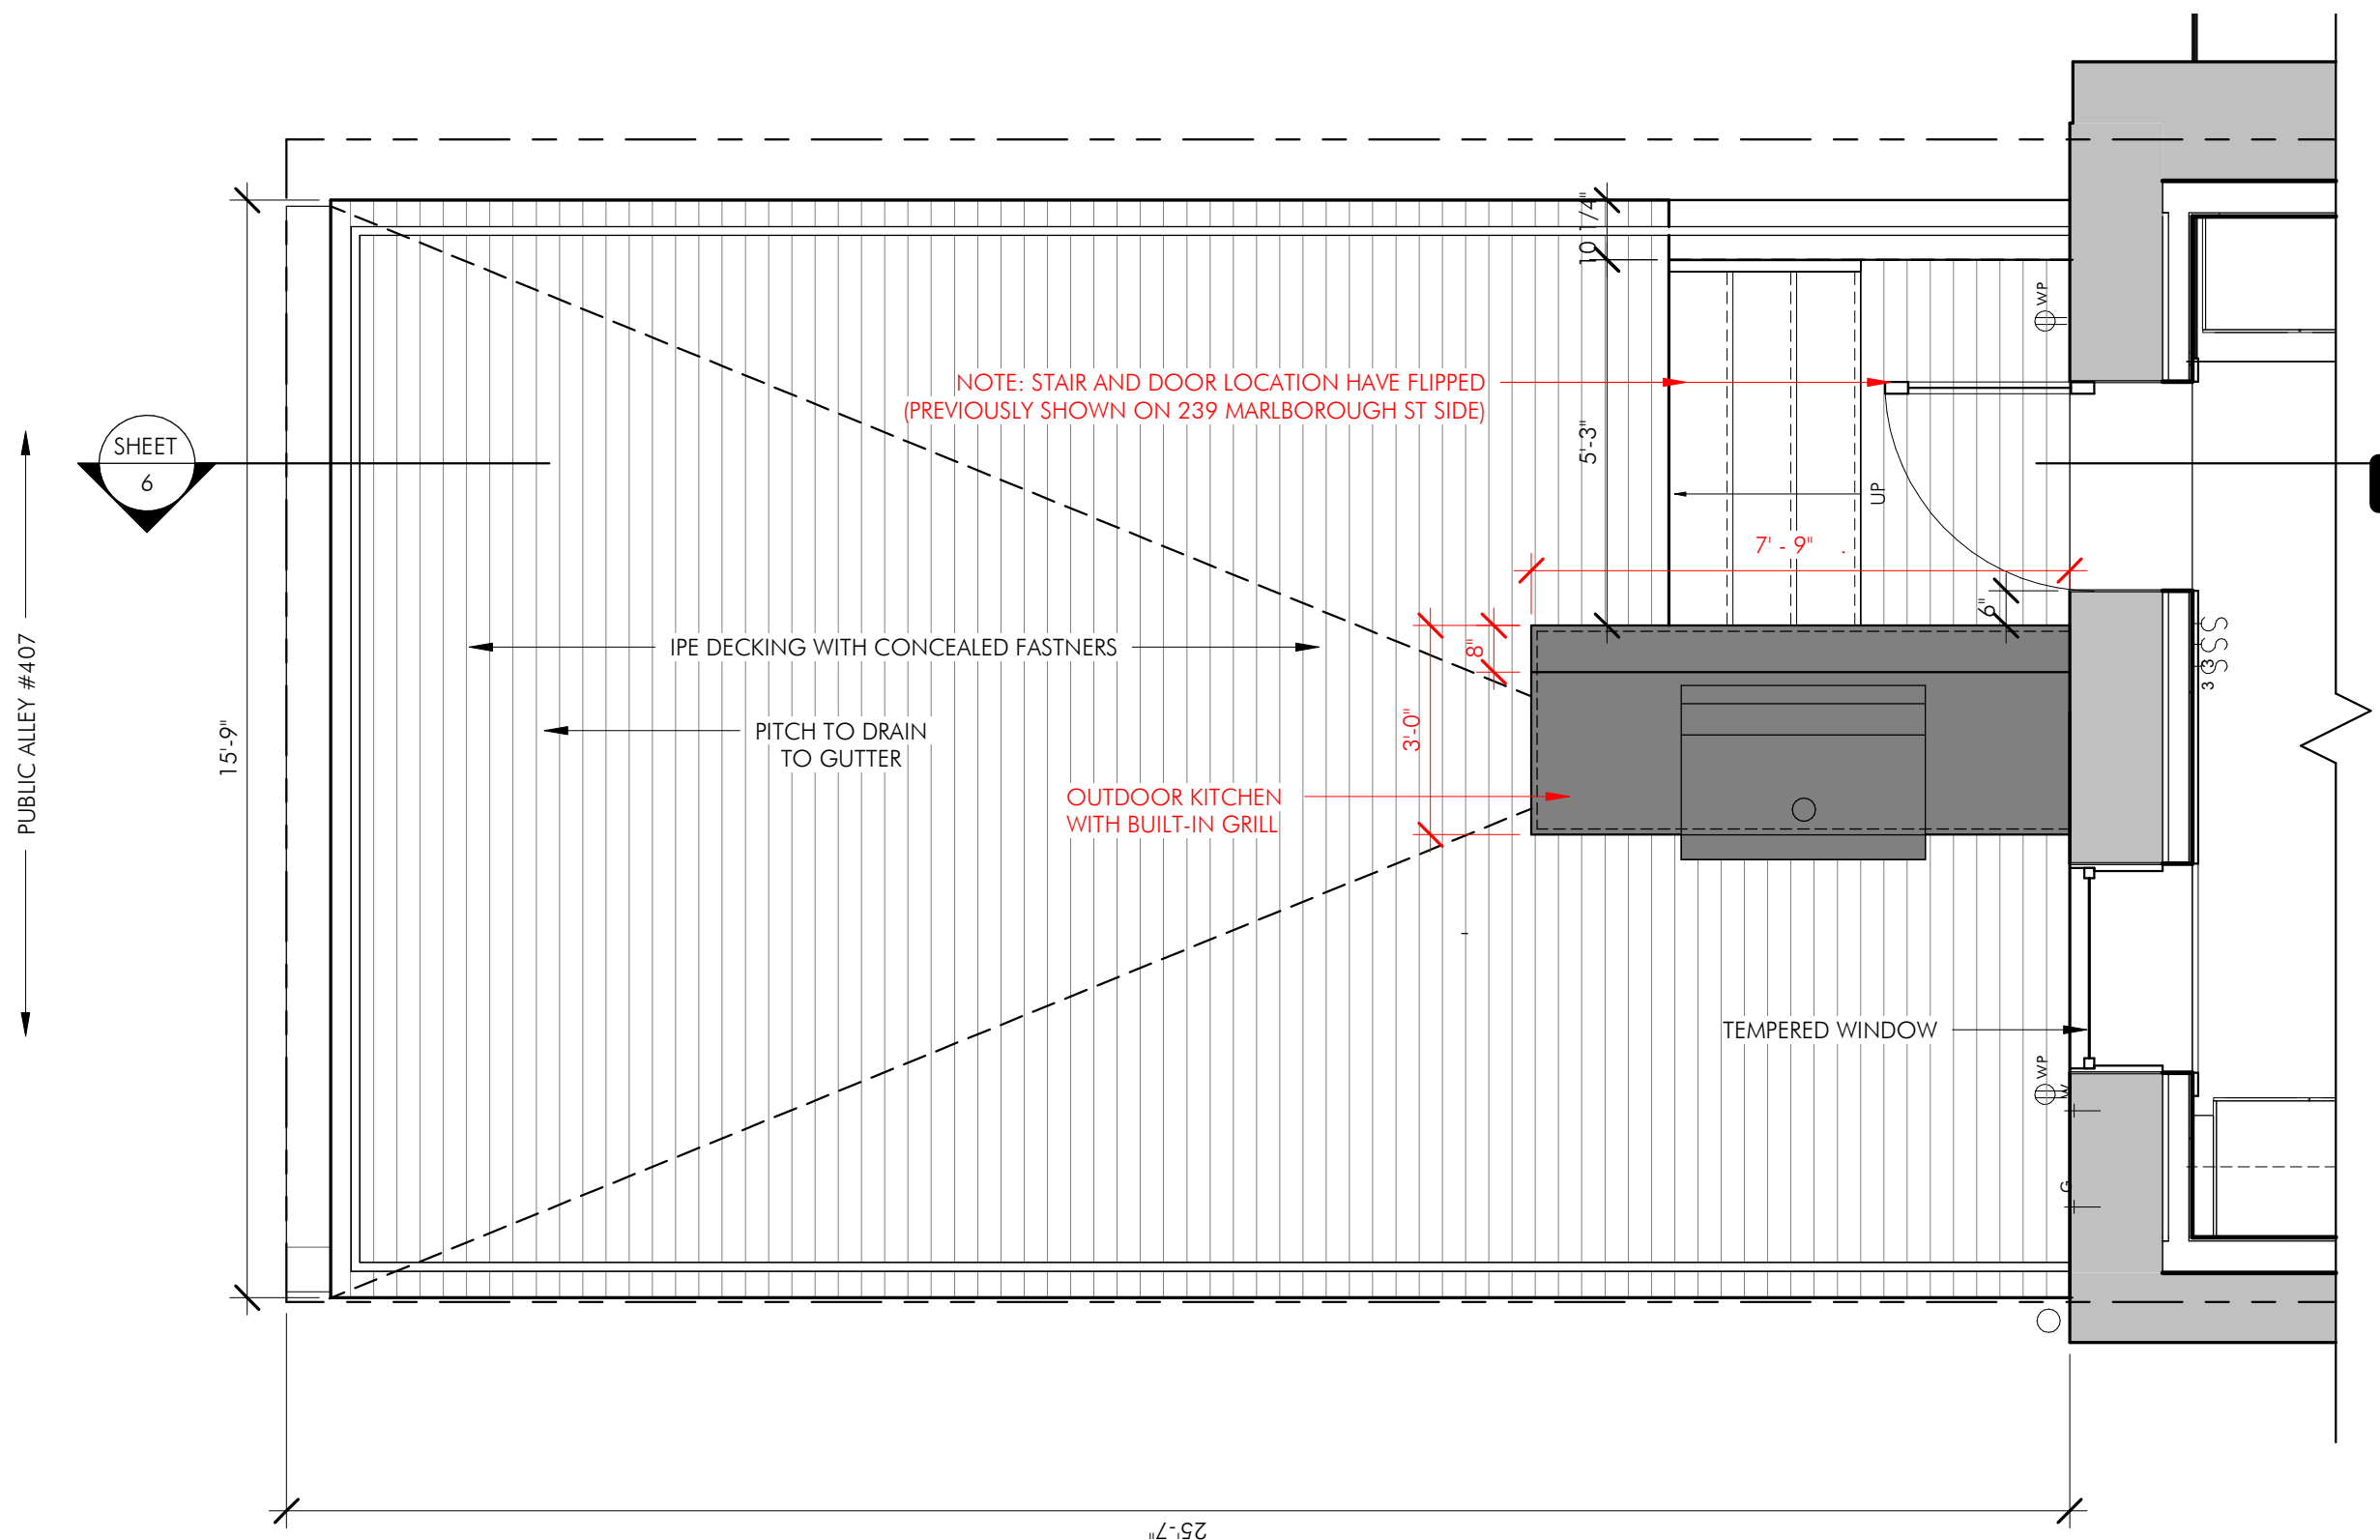 10 1/4"
WP
NOTE: STAIR AND DOOR LOCATION HAVE FLIPPED
(PREVIOUSLY SHOWN ON 239 MARLBOROUGH ST SIDE)
SHEET
6
5'-3"
UP
7' - 9" .
6"
PUBLIC ALLEY #407
15'-9"
IPE DECKING WITH CONCEALED FASTNERS
8"
S
S
S
3
3
3'-0"
PITCH TO DRAIN
TO GUTTER
OUTDOOR KITCHEN
WITH BUILT-IN GRILL
TEMPERED WINDOW
WP
W
G
25'-7"